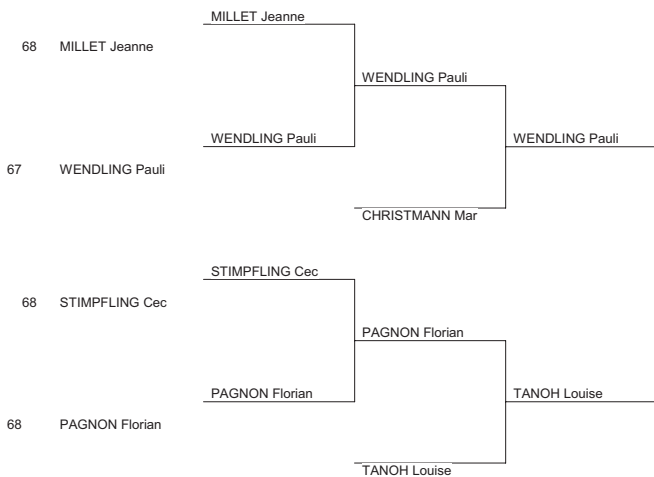 MILLET Jeanne
68 MILLET Jeanne
WENDLING Pauli
WENDLING Pauli
WENDLING Pauli
67 WENDLING Pauli
CHRISTMANN Mar
STIMPFLING Cec
68 STIMPFLING Cec
PAGNON Florian
PAGNON Florian
TANOH Louise
68 PAGNON Florian
TANOH Louise